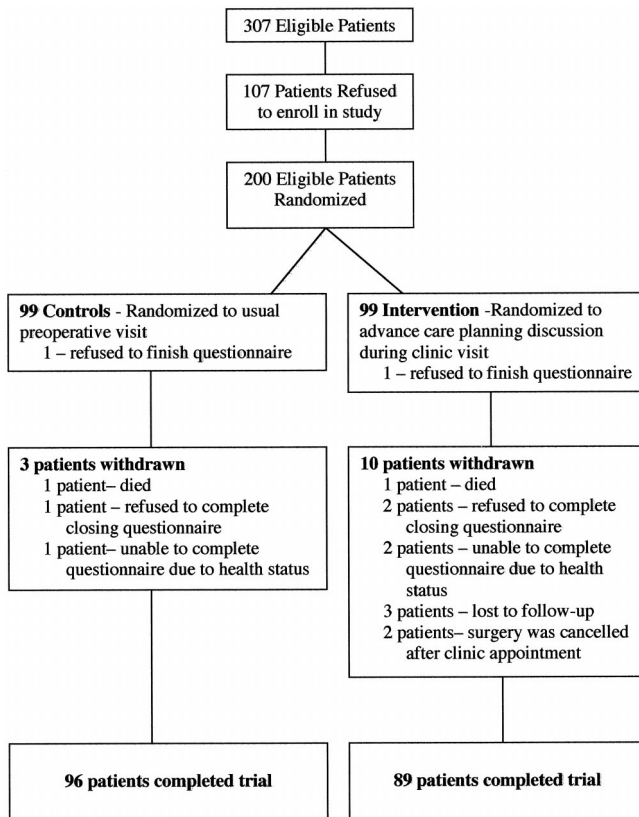 307 Eligible Patients
107 Patients Refused
to enroll in study
200 Eligible Patients
Randomized
99 Controls - Randomized to usual
preoperative visit
1 – refused to finish questionnaire
99 Intervention -Randomized to
advance care planning discussion
during clinic visit
1 – refused to finish questionnaire
3 patients withdrawn
1 patient– died
1 patient – refused to complete
closing questionnaire
1 patient– unable to complete
questionnaire due to health status
10 patients withdrawn
1 patient – died
2 patients – refused to complete
closing questionnaire
2 patients – unable to complete
questionnaire due to health
status
3 patients – lost to follow-up
2 patients– surgery was cancelled
after clinic appointment
96 patients completed trial
89 patients completed trial